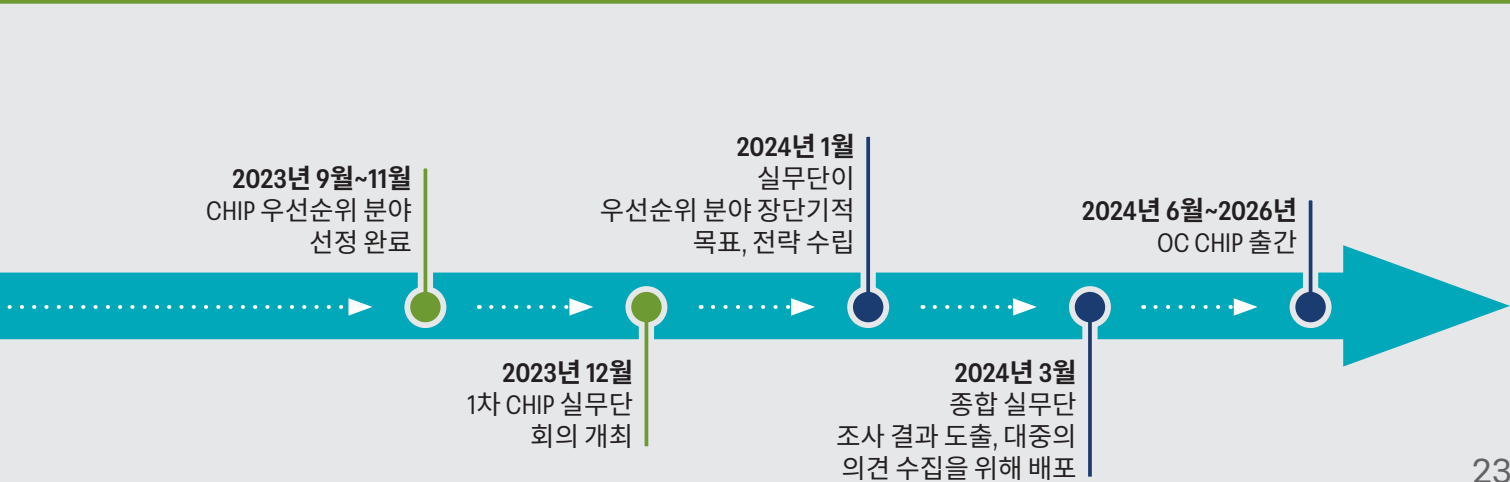 2023년 9월~11월
CHIP 우선순위 분야
선정 완료
2023년 12월
1차 CHIP 실무단
회의 개최
2024년 1월
실무단이
우선순위 분야 장단기적
목표, 전략 수립
2024년 3월
종합 실무단
조사 결과 도출, 대중의
의견 수집을 위해 배포
2024년 6월~2026년
OC CHIP 출간
23